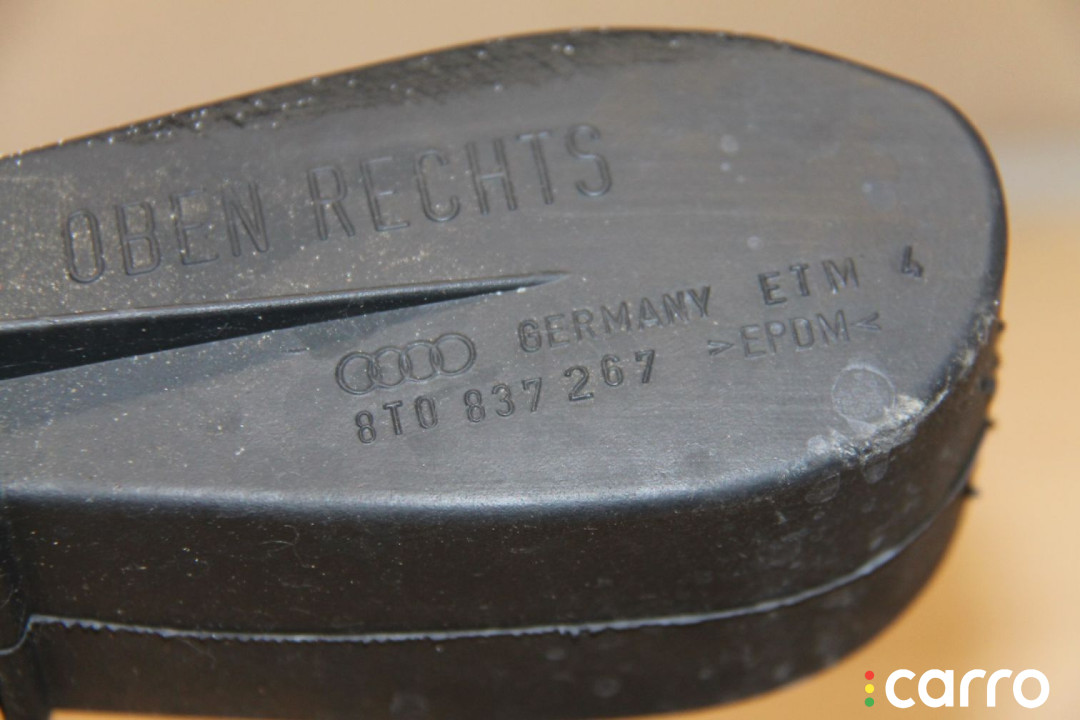 OBEN RECHTS
GERMANY ETM 4
8T0 837 267 >EPDM<
carro